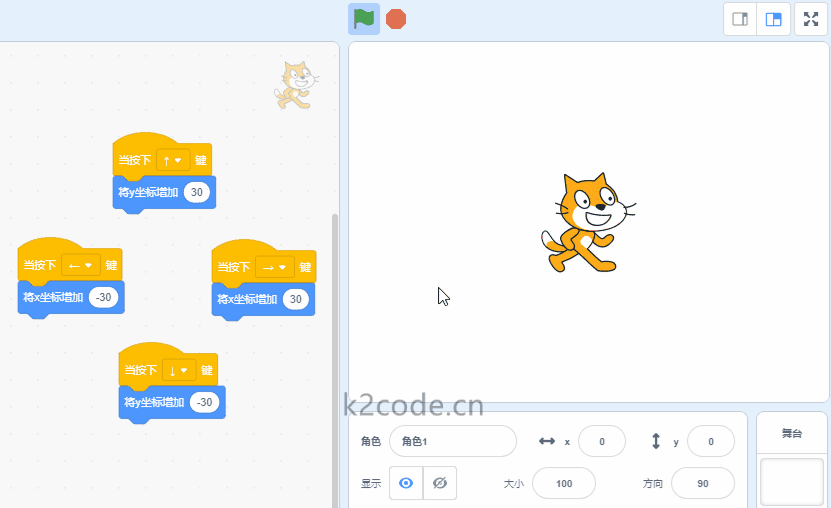 当按下 ↑ 键
将y坐标增加 30
当按下 ← 键
将x坐标增加 -30
当按下 → 键
将x坐标增加 30
当按下 ↓ 键
将y坐标增加 -30
k2code.cn
角色 角色1 x 0 y 0
显示 大小 100 方向 90
舞台